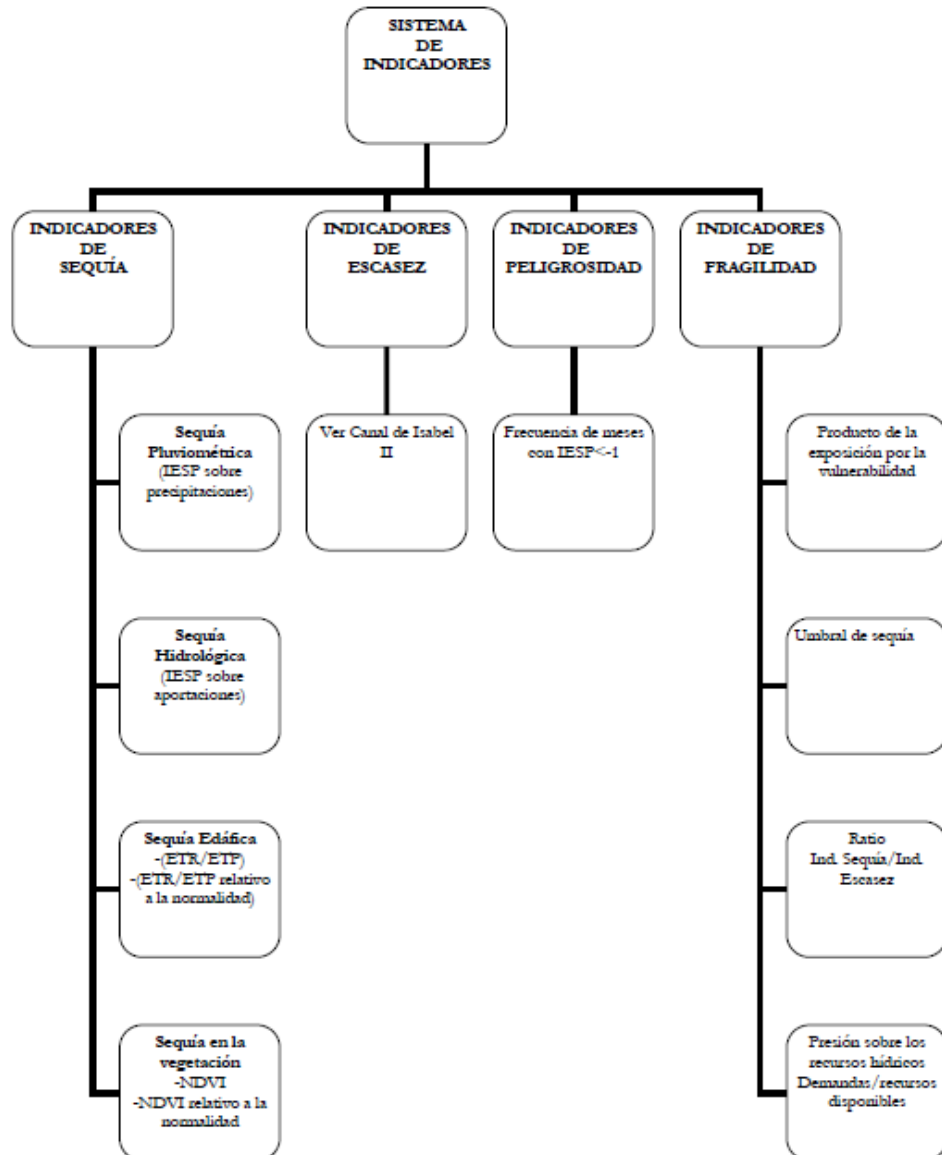 SISTEMA
DE
INDICADORES
INDICADORES
DE
SEQUÍA
INDICADORES
DE
ESCASEZ
INDICADORES
DE
PELIGROSIDAD
INDICADORES
DE
FRAGILIDAD
Sequía
Pluviométrica
(IESP sobre
precipitaciones)
Ver Canal de Isabel
II
Frecuencia de meses
con IESP<-1
Producto de la
exposición por la
vulnerabilidad
Sequía
Hidrológica
(IESP sobre
aportaciones)
Umbral de sequía
Sequía Edáfica
-(ETR/ETP)
-(ETR/ETP relativo
a la normalidad)
Ratio
Ind. Sequía/Ind.
Escasez
Sequía en la
vegetación
-NDVI
-NDVI relativo a la
normalidad
Presión sobre los
recursos hídricos
Demandas/recursos
disponibles